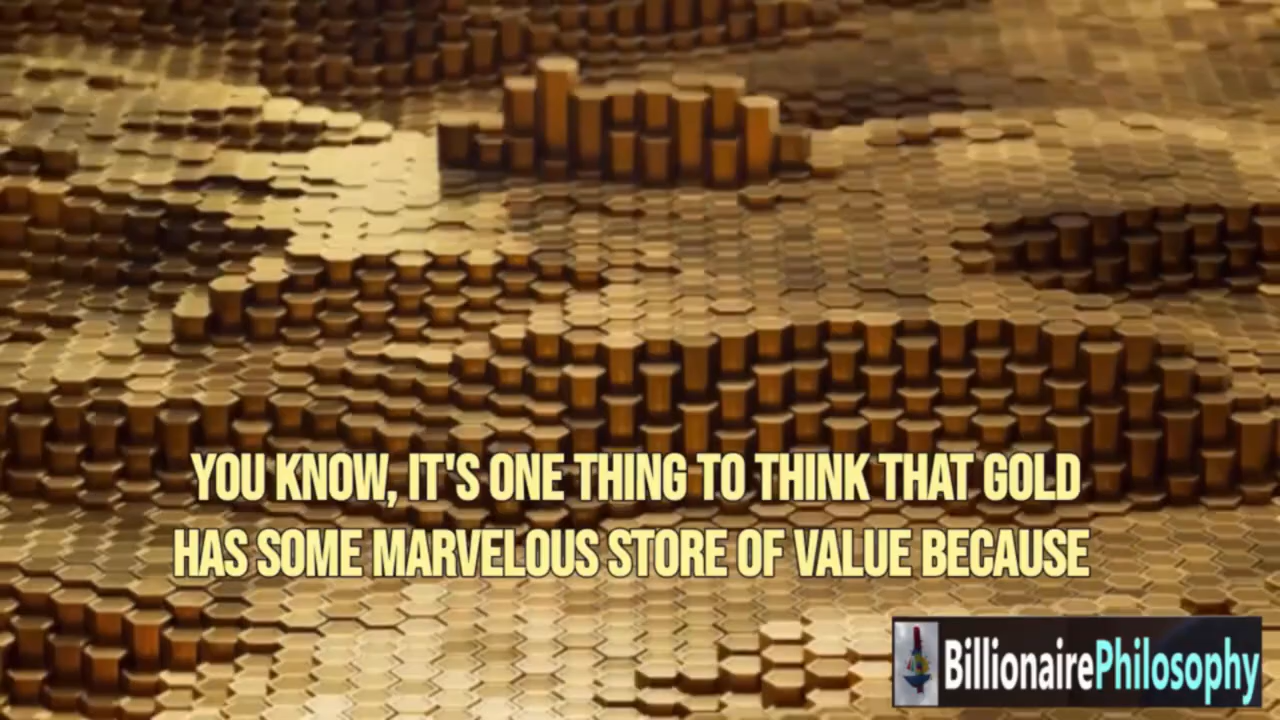 YOU KNOW, IT'S ONE THING TO THINK THAT GOLD
HAS SOME MARVELOUS STORE OF VALUE BECAUSE
BillionairePhilosophy